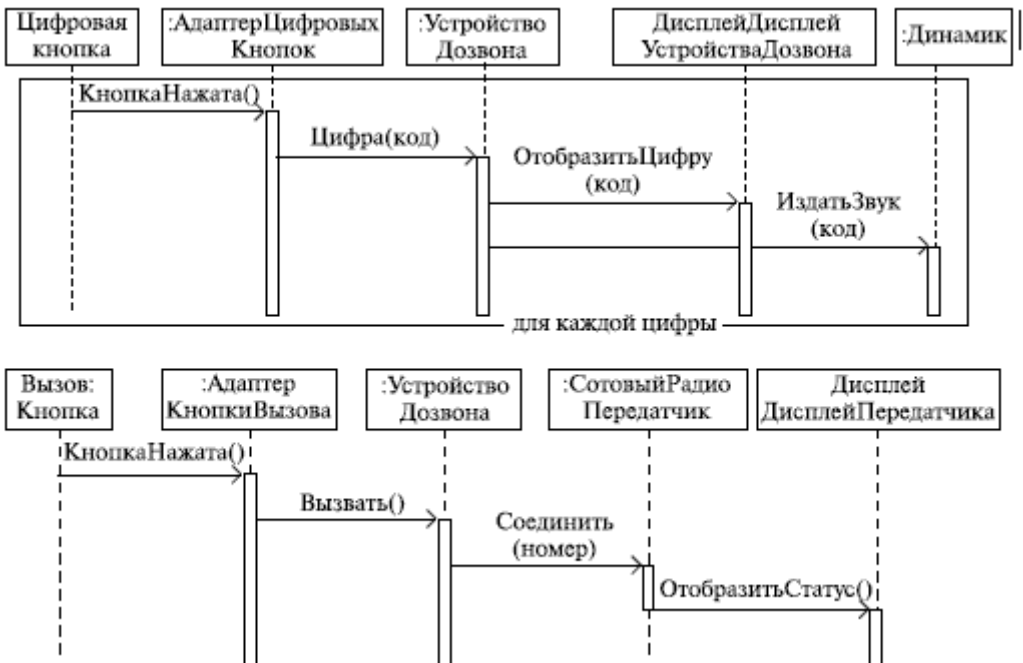 Цифровая
кнопка
:АдаптерЦифровых
Кнопок
:Устройство
Дозвона
ДисплейДисплей
УстройстваДозвона
:Динамик
КнопкаНажата()
Цифра(код)
ОтобразитьЦифру
(код)
ИздатьЗвук
(код)
для каждой цифры
Вызов:
Кнопка
:Адаптер
КнопкиВызова
:Устройство
Дозвона
:СотовыйРадио
Передатчик
Дисплей
ДисплейПередатчика
КнопкаНажата()
Вызвать()
Соединить
(номер)
ОтобразитьСтатус()